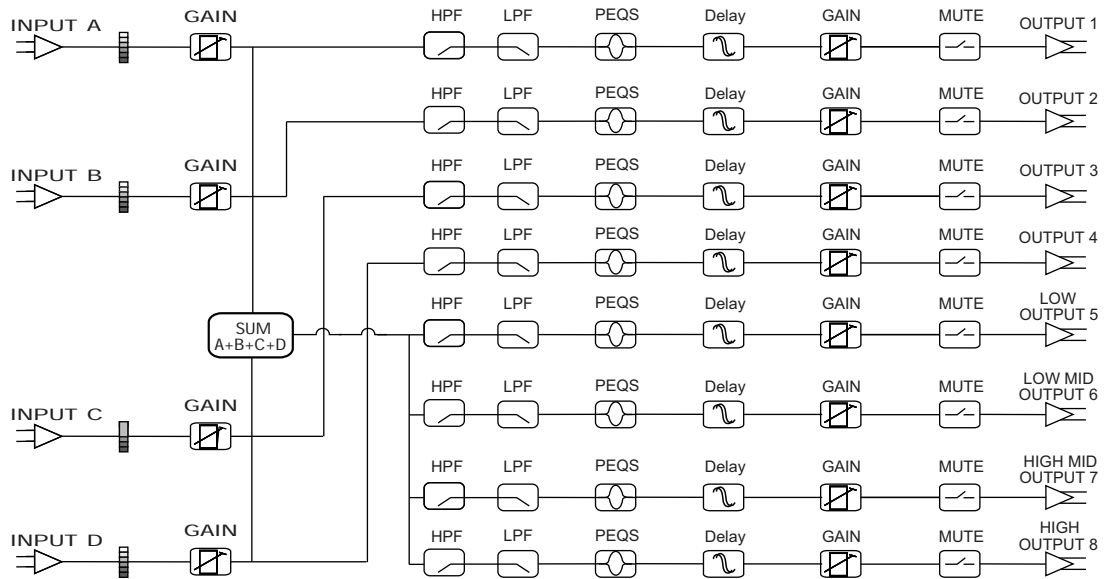 INPUT A
GAIN
HPF LPF PEQS Delay GAIN MUTE
OUTPUT 1
HPF LPF PEQS Delay GAIN MUTE
OUTPUT 2
INPUT B
GAIN
HPF LPF PEQS Delay GAIN MUTE
OUTPUT 3
HPF LPF PEQS Delay GAIN MUTE
OUTPUT 4
SUM
A+B+C+D
HPF LPF PEQS Delay GAIN MUTE
LOW
OUTPUT 5
INPUT C
GAIN
HPF LPF PEQS Delay GAIN MUTE
LOW MID
OUTPUT 6
HPF LPF PEQS Delay GAIN MUTE
HIGH MID
OUTPUT 7
INPUT D
GAIN
HPF LPF PEQS Delay GAIN MUTE
HIGH
OUTPUT 8